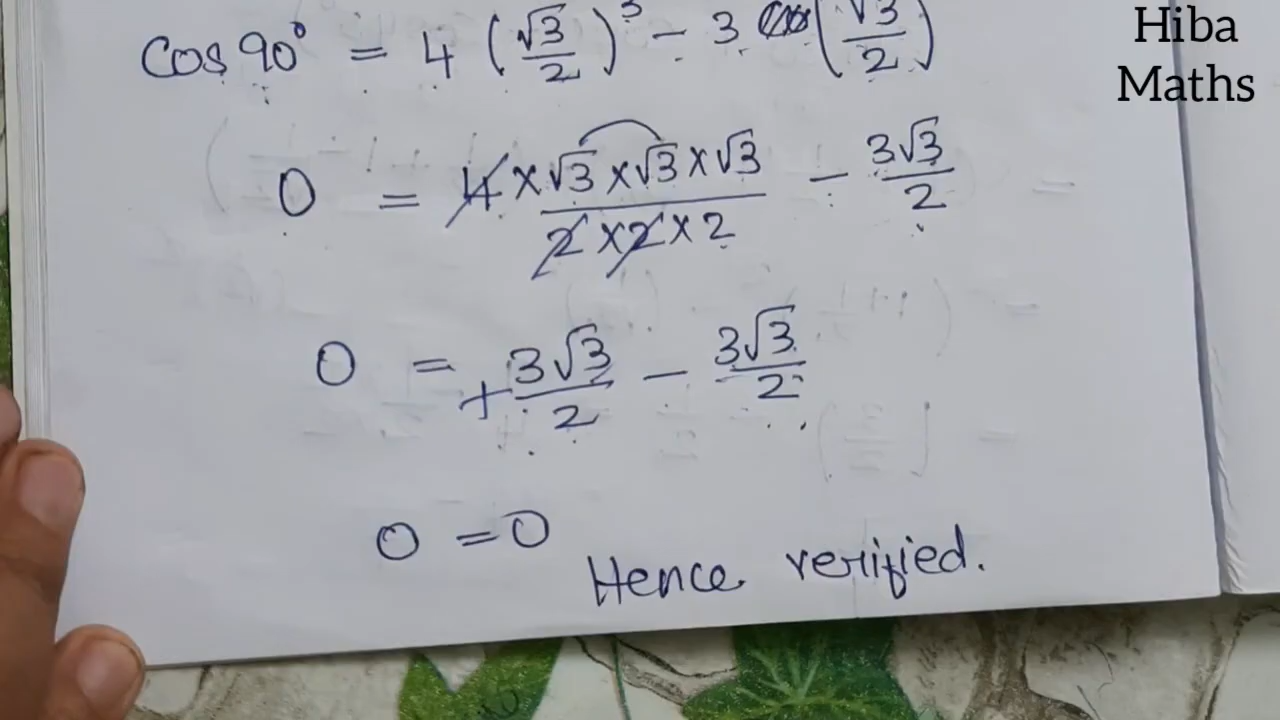 Cos 90° = 4 (√3/2)³ - 3 (√3/2)
Hiba
Maths
0 = 4 × √3 × √3 × √3 / 2 × 2 × 2 - 3√3/2
0 = + 3√3/2 - 3√3/2
0 = 0
Hence verified.